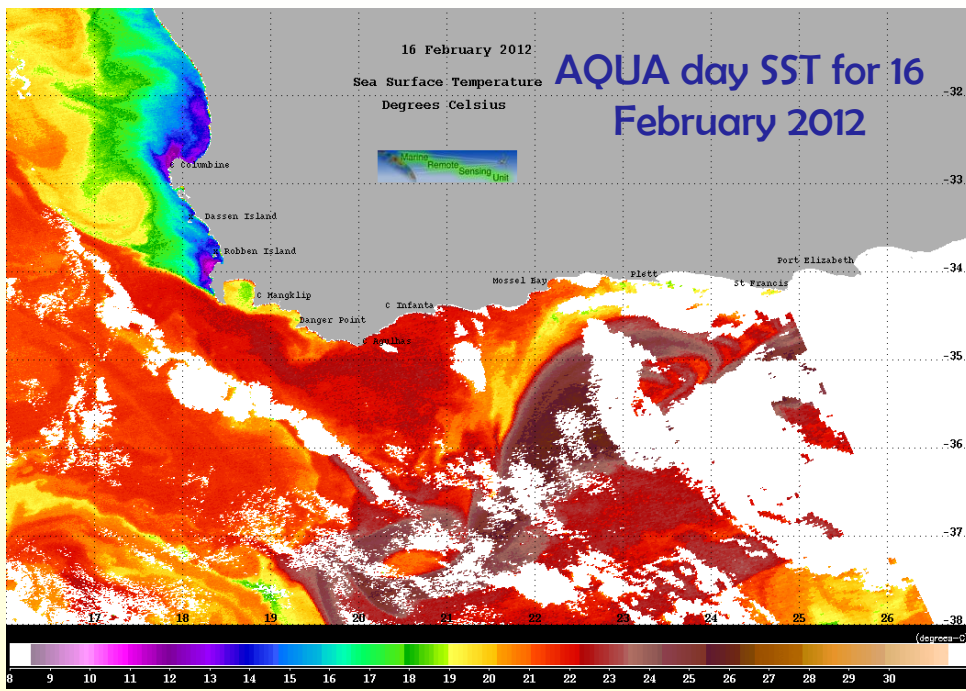 16 February 2012
Sea Surface Temperature
Degrees Celsius
AQUA day SST for 16
February 2012
Marine
Remote
Sensing
Unit
-32
-33
-34
-35
-36
-37
-38
C Columbine
Dassen Island
Robben Island
C Mangklip
Danger Point
C Agulhas
C Infanta
Mossel Bay
Plett
St Francis
Port Elizabeth
17 18 19 20 21 22 23 24 25 26
(degrees-C)
8 9 10 11 12 13 14 15 16 17 18 19 20 21 22 23 24 25 26 27 28 29 30